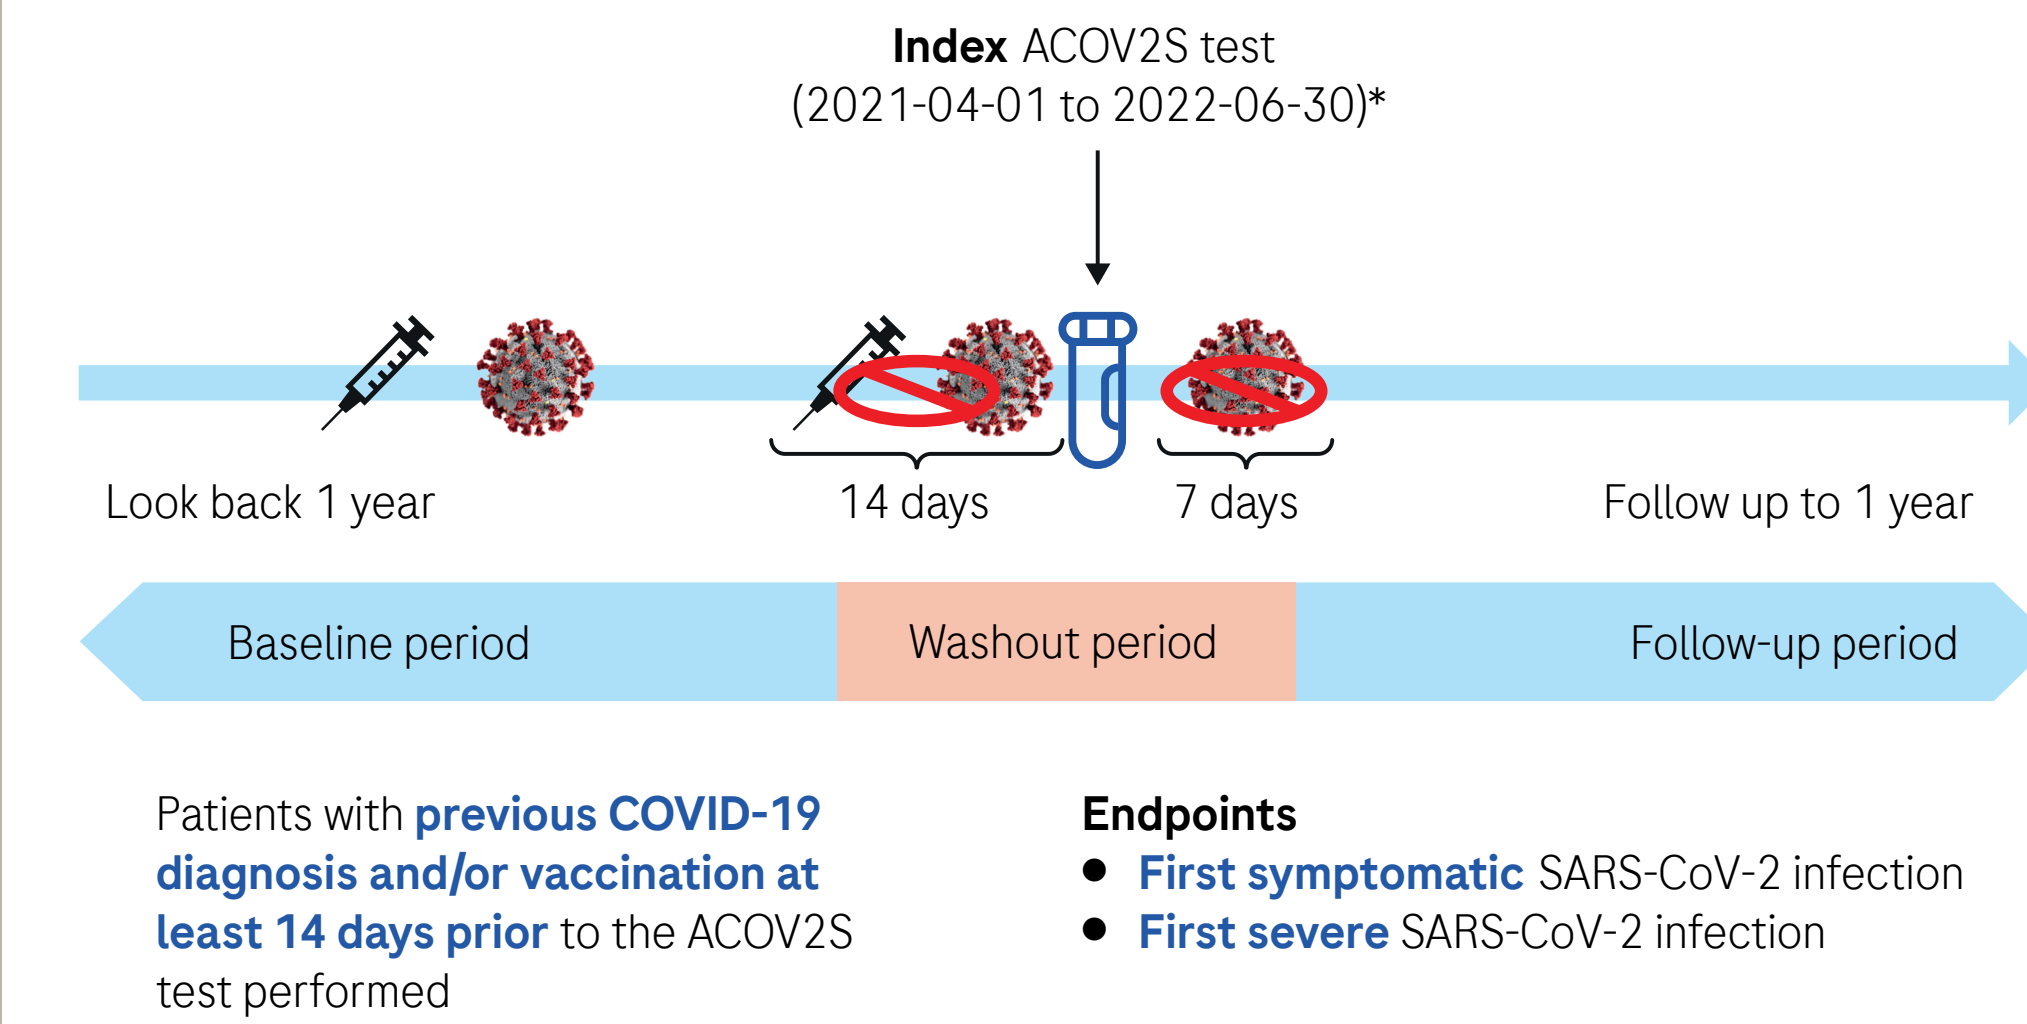 Index ACOV2S test
(2021-04-01 to 2022-06-30)*
Look back 1 year
14 days
7 days
Follow up to 1 year
Baseline period
Washout period
Follow-up period
Patients with previous COVID-19
diagnosis and/or vaccination at
least 14 days prior to the ACOV2S
test performed
Endpoints
● First symptomatic SARS-CoV-2 infection
● First severe SARS-CoV-2 infection